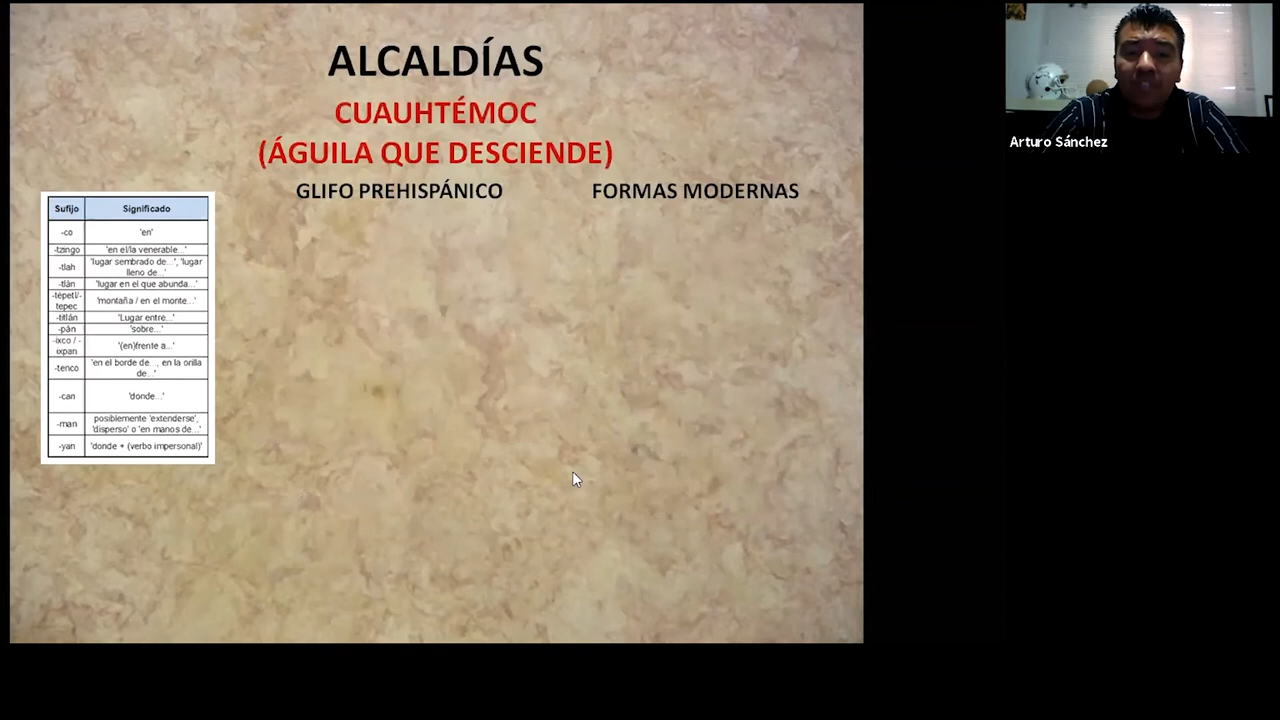 ALCALDÍAS
CUAUHTÉMOC
(ÁGUILA QUE DESCIENDE)
GLIFO PREHISPÁNICO
FORMAS MODERNAS
Sufijo Significado
-co 'en'
-tzingo 'en el/la venerable...'
-tlah 'lugar sembrado de...', 'lugar
lleno de...'
-tlán 'lugar en el que abunda...'
-tépetl/-
tepec 'montaña / en el monte...'
-titlán 'Lugar entre...'
-pán 'sobre...'
-ixco / -
ixpan '(en)frente a...'
-tenco 'en el borde de..., en la orilla
de...'
-can 'donde...'
-man posiblemente 'extenderse',
'disperso' o 'en manos de...'
-yan 'donde + (verbo impersonal)'
Arturo Sánchez